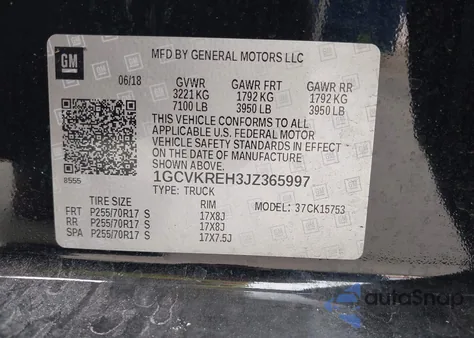 GM
MFD BY GENERAL MOTORS LLC
06/18 GVWR GAWR FRT GAWR RR
3221 KG 1792 KG 1792 KG
7100 LB 3950 LB 3950 LB
THIS VEHICLE CONFORMS TO ALL
APPLICABLE U.S. FEDERAL MOTOR
VEHICLE SAFETY STANDARDS IN EFFECT
ON THE DATE OF MANUFACTURE
SHOWN ABOVE.
8555
1GCVKREH3JZ365997
TYPE: TRUCK
TIRE SIZE RIM MODEL: 37CK15753
FRT P255/70R17 S 17X8J
RR P255/70R17 S 17X8J
SPA P255/70R17 S 17X7.5J
autoSnap